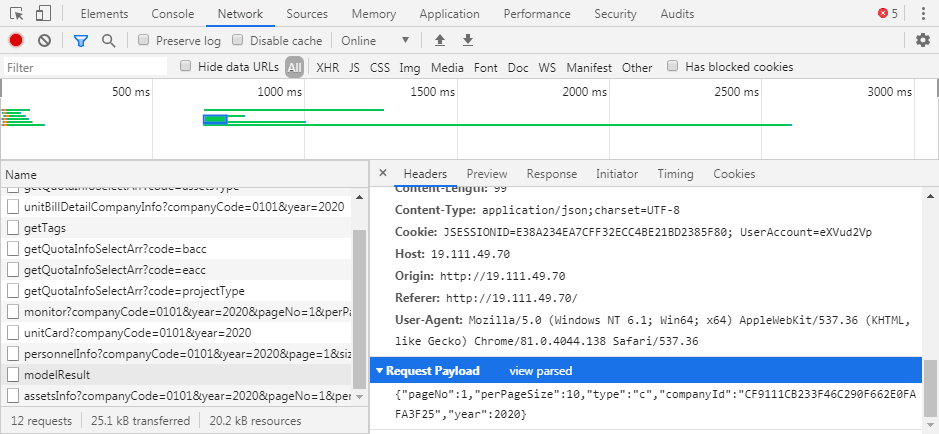 Elements Console Network Sources Memory Application Performance Security Audits 5
Preserve log Disable cache Online
Filter Hide data URLs All XHR JS CSS Img Media Font Doc WS Manifest Other Has blocked cookies
500 ms 1000 ms 1500 ms 2000 ms 2500 ms 3000 ms
Name
getQuotaInfoSelectArr?code=assetsType
unitBillDetailCompanyInfo?companyCode=0101&year=2020
getTags
getQuotaInfoSelectArr?code=bacc
getQuotaInfoSelectArr?code=eacc
getQuotaInfoSelectArr?code=projectType
monitor?companyCode=0101&year=2020&pageNo=1&perPa
unitCard?companyCode=0101&year=2020
personnelInfo?companyCode=0101&year=2020&page=1&siz
modelResult
assetsInfo?companyCode=0101&year=2020&pageNo=1&per
12 requests 25.1 kB transferred 20.2 kB resources
× Headers Preview Response Initiator Timing Cookies
Content-Length: 99
Content-Type: application/json;charset=UTF-8
Cookie: JSESSIONID=E38A234EA7CFF32ECC4BE21BD2385F80; UserAccount=eXVud2Vp
Host: 19.111.49.70
Origin: http://19.111.49.70
Referer: http://19.111.49.70/
User-Agent: Mozilla/5.0 (Windows NT 6.1; Win64; x64) AppleWebKit/537.36 (KHTML,
like Gecko) Chrome/81.0.4044.138 Safari/537.36
Request Payload view parsed
{"pageNo":1,"perPageSize":10,"type":"c","companyId":"CF9111CB233F46C290F662E0FA
FA3F25","year":2020}